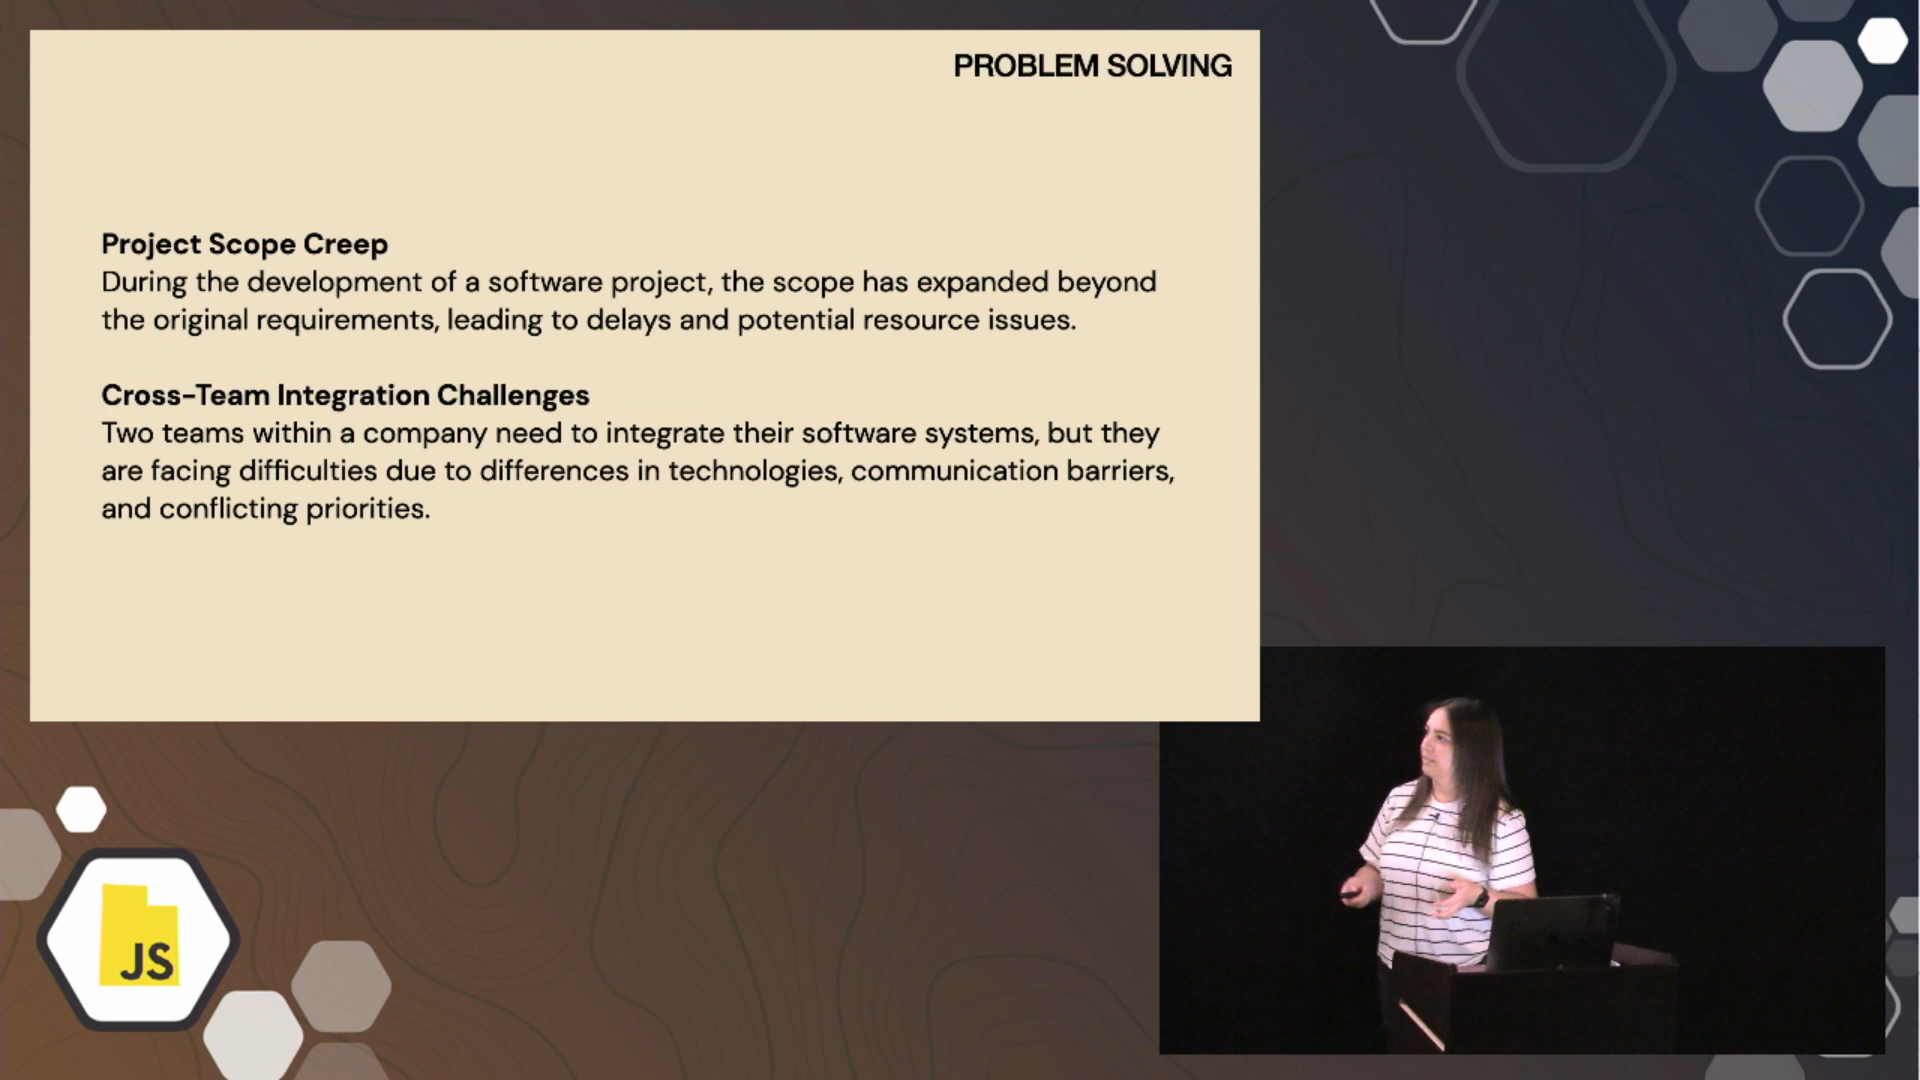 PROBLEM SOLVING
Project Scope Creep
During the development of a software project, the scope has expanded beyond
the original requirements, leading to delays and potential resource issues.
Cross-Team Integration Challenges
Two teams within a company need to integrate their software systems, but they
are facing difficulties due to differences in technologies, communication barriers,
and conflicting priorities.
JS